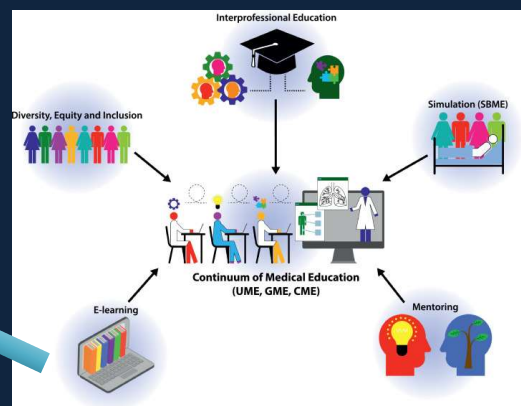 Interprofessional Education
Diversity, Equity and Inclusion
Simulation (SBME)
Continuum of Medical Education
(UME, GME, CME)
E-learning
Mentoring